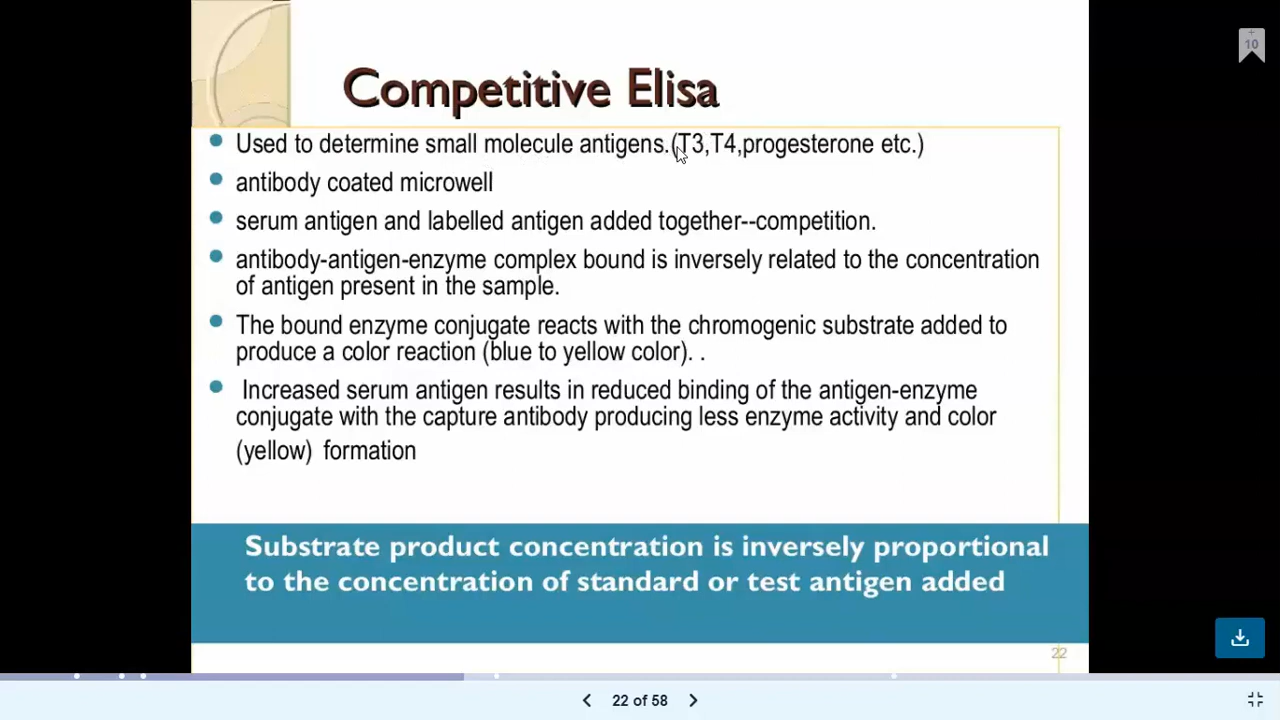 +
10
Competitive Elisa
Used to determine small molecule antigens.(T3,T4,progesterone etc.)
antibody coated microwell
serum antigen and labelled antigen added together--competition.
antibody-antigen-enzyme complex bound is inversely related to the concentration
of antigen present in the sample.
The bound enzyme conjugate reacts with the chromogenic substrate added to
produce a color reaction (blue to yellow color). .
Increased serum antigen results in reduced binding of the antigen-enzyme
conjugate with the capture antibody producing less enzyme activity and color
(yellow) formation
Substrate product concentration is inversely proportional
to the concentration of standard or test antigen added
22
22 of 58